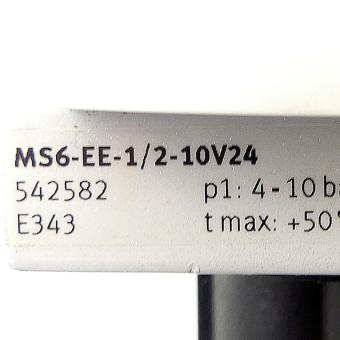 MS6-EE-1/2-10V24
542582 p1: 4-10 ba
E343 t max: +50°